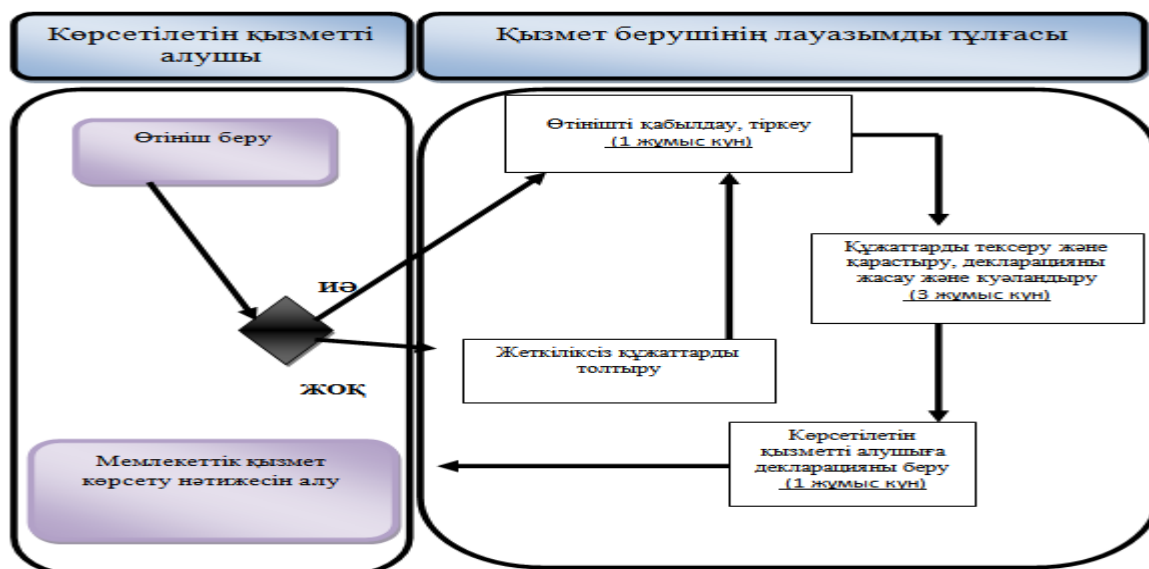 Көрсетілетін қызметті
алушы
Қызмет берушінің лауазымды тұлғасы
Өтініш беру
Өтінішті қабылдау, тіркеу
(1 жұмыс күн)
Құжаттарды тексеру және
қарастыру, декларацияны
жасау және куәландыру
(3 жұмыс күн)
иә
Жеткіліксіз құжаттарды
толтыру
жоқ
Көрсетілетін
қызметті алушыға
декларацияны беру
(1 жұмыс күн)
Мемлекеттік қызмет
көрсету нәтижесін алу